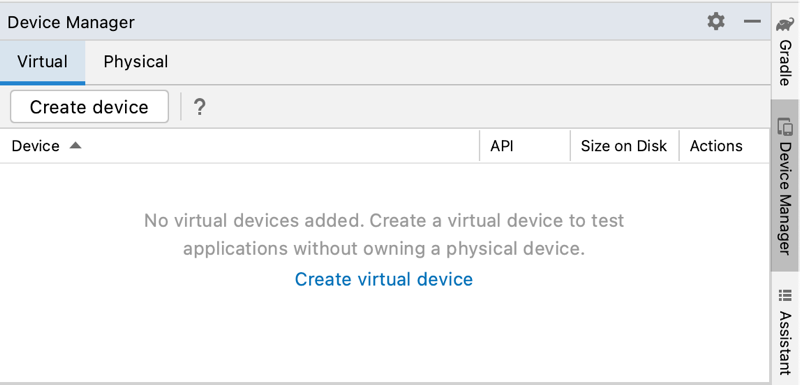 Device Manager
Virtual Physical
Create device ?
Device API Size on Disk Actions
No virtual devices added. Create a virtual device to test
applications without owning a physical device.
Create virtual device
Gradle
Device Manager
Assistant